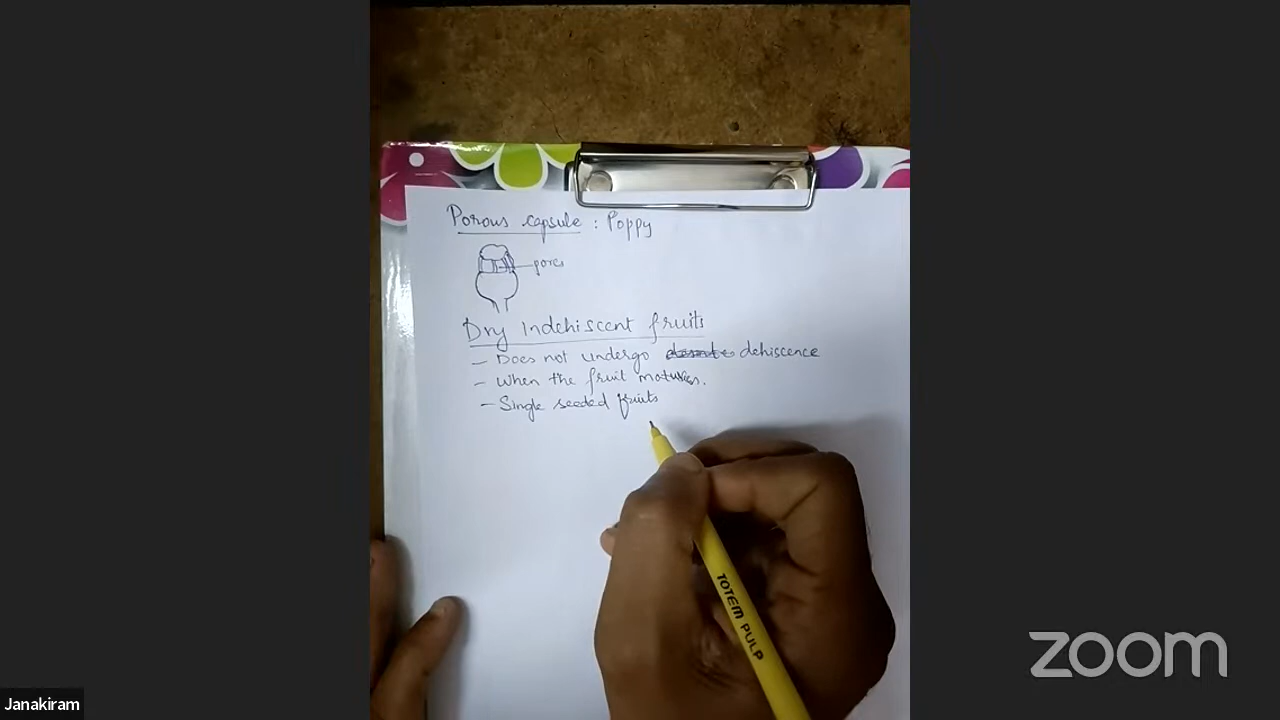 Porous capsule : Poppy
pores
Dry Indehiscent fruits
- Does not undergo dehiscence
- When the fruit matures.
- Single seeded fruits
TOTEM PULP
zoom
Janakiram